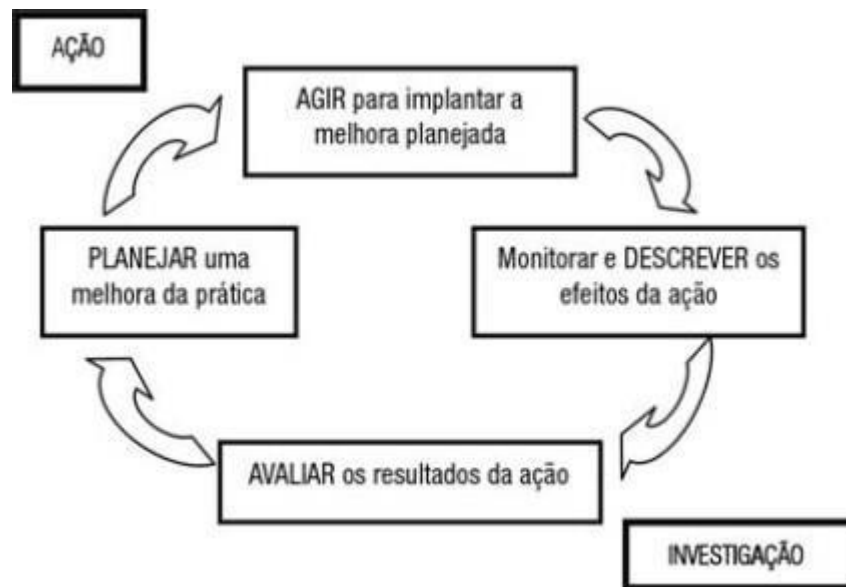 AÇÃO
AGIR para implantar a
melhora planejada
PLANEJAR uma
melhora da prática
Monitorar e DESCREVER os
efeitos da ação
AVALIAR os resultados da ação
INVESTIGAÇÃO